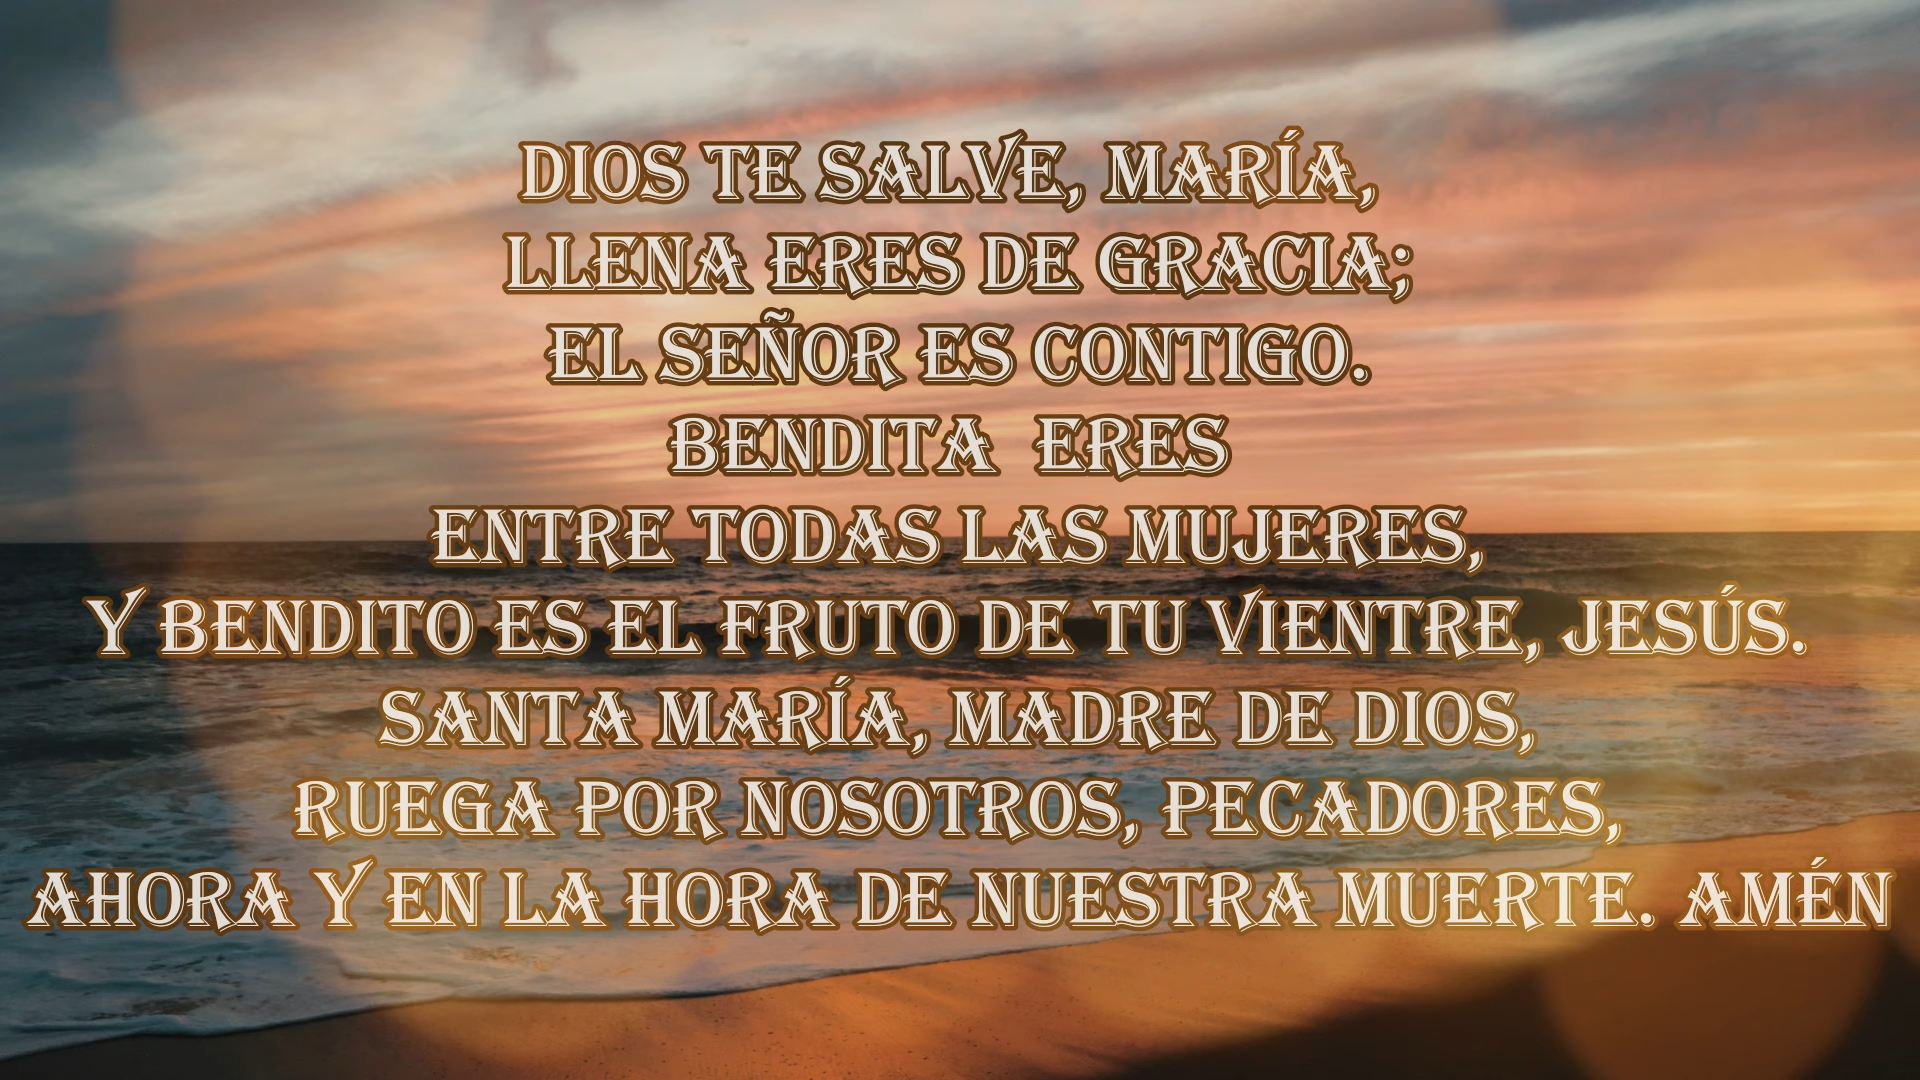 DIOS TE SALVE, MARÍA,
LLENA ERES DE GRACIA;
EL SEÑOR ES CONTIGO.
BENDITA ERES
ENTRE TODAS LAS MUJERES,
Y BENDITO ES EL FRUTO DE TU VIENTRE, JESÚS.
SANTA MARÍA, MADRE DE DIOS,
RUEGA POR NOSOTROS, PECADORES,
AHORA Y EN LA HORA DE NUESTRA MUERTE. AMÉN